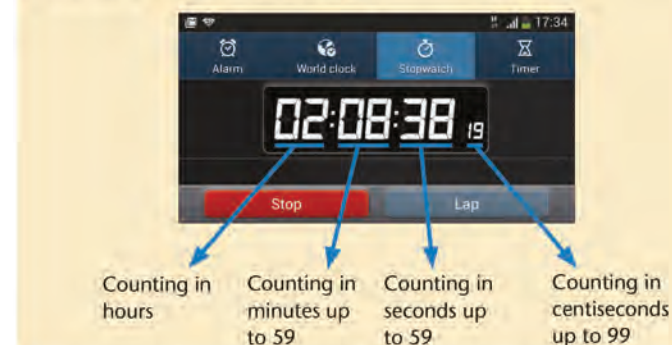 17:34
Alarm
World clock
Stopwatch
Timer
02:08:38 19
Stop
Lap
Counting in
hours
Counting in
minutes up
to 59
Counting in
seconds up
to 59
Counting in
centiseconds
up to 99